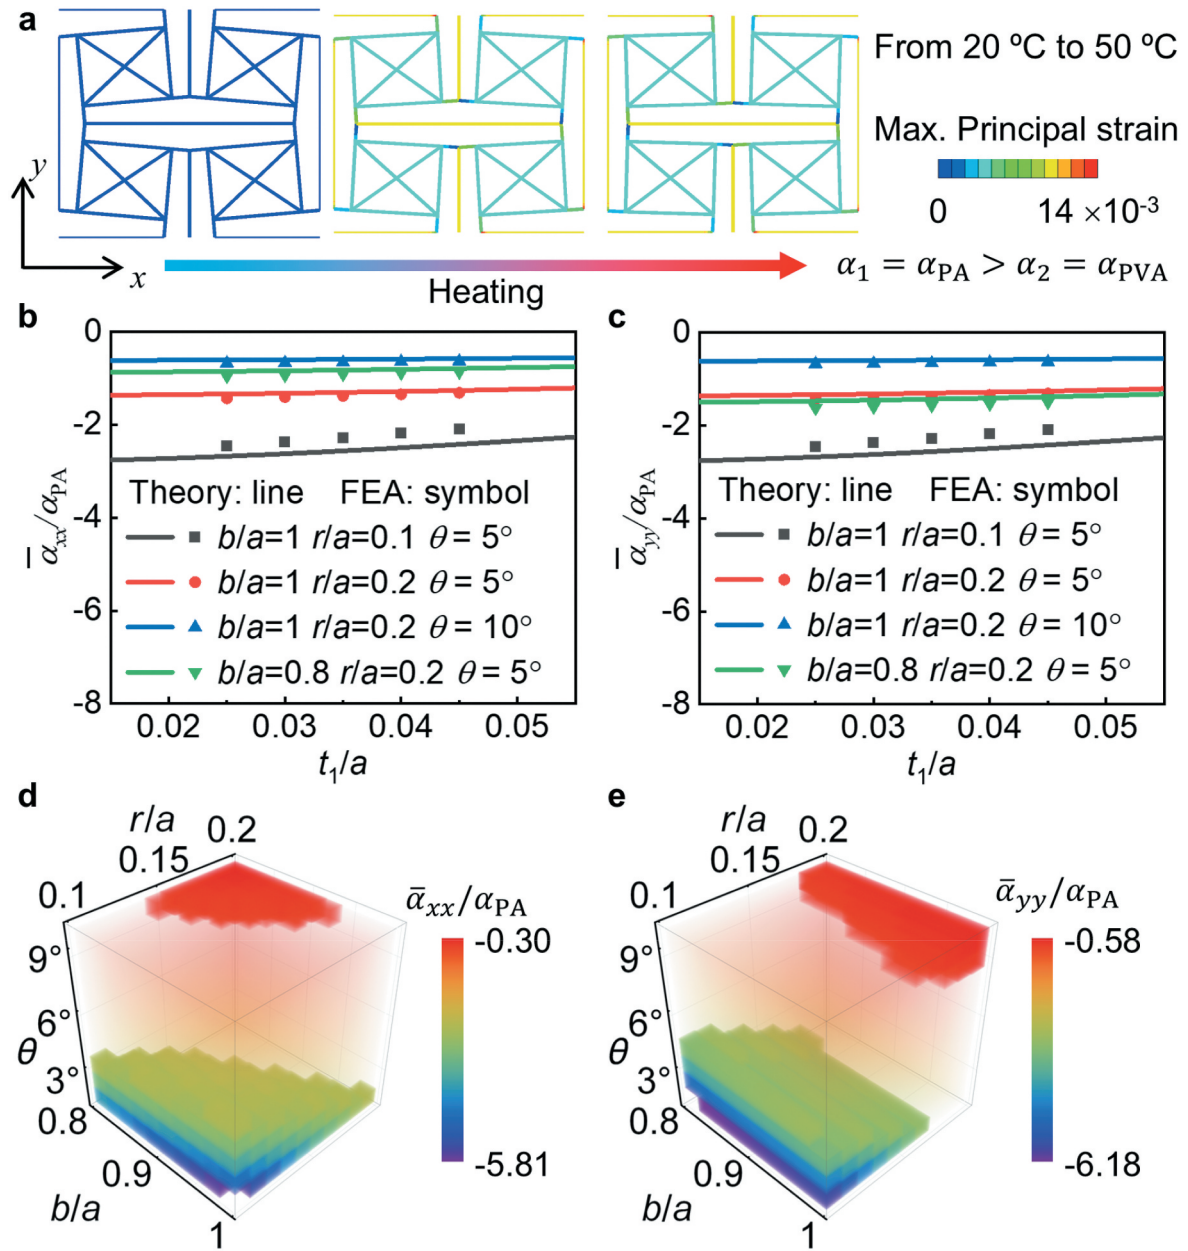 a
From 20 ºC to 50 ºC
Max. Principal strain
0 14 ×10⁻³
y
x
Heating
α₁ = α_PA > α₂ = α_PVA
b
0
-2
-4
-6
-8
ᾱ_xx/α_PA
Theory: line FEA: symbol
b/a=1 r/a=0.1 θ = 5°
b/a=1 r/a=0.2 θ = 5°
b/a=1 r/a=0.2 θ = 10°
b/a=0.8 r/a=0.2 θ = 5°
0.02 0.03 0.04 0.05
t₁/a
c
0
-2
-4
-6
-8
ᾱ_yy/α_PA
Theory: line FEA: symbol
b/a=1 r/a=0.1 θ = 5°
b/a=1 r/a=0.2 θ = 5°
b/a=1 r/a=0.2 θ = 10°
b/a=0.8 r/a=0.2 θ = 5°
0.02 0.03 0.04 0.05
t₁/a
d
r/a
0.2
0.15
0.1
9°
6°
θ
3°
0.8
0.9
b/a
1
ᾱ_xx/α_PA
-0.30
-5.81
e
r/a
0.2
0.15
0.1
9°
6°
θ
3°
0.8
0.9
b/a
1
ᾱ_yy/α_PA
-0.58
-6.18